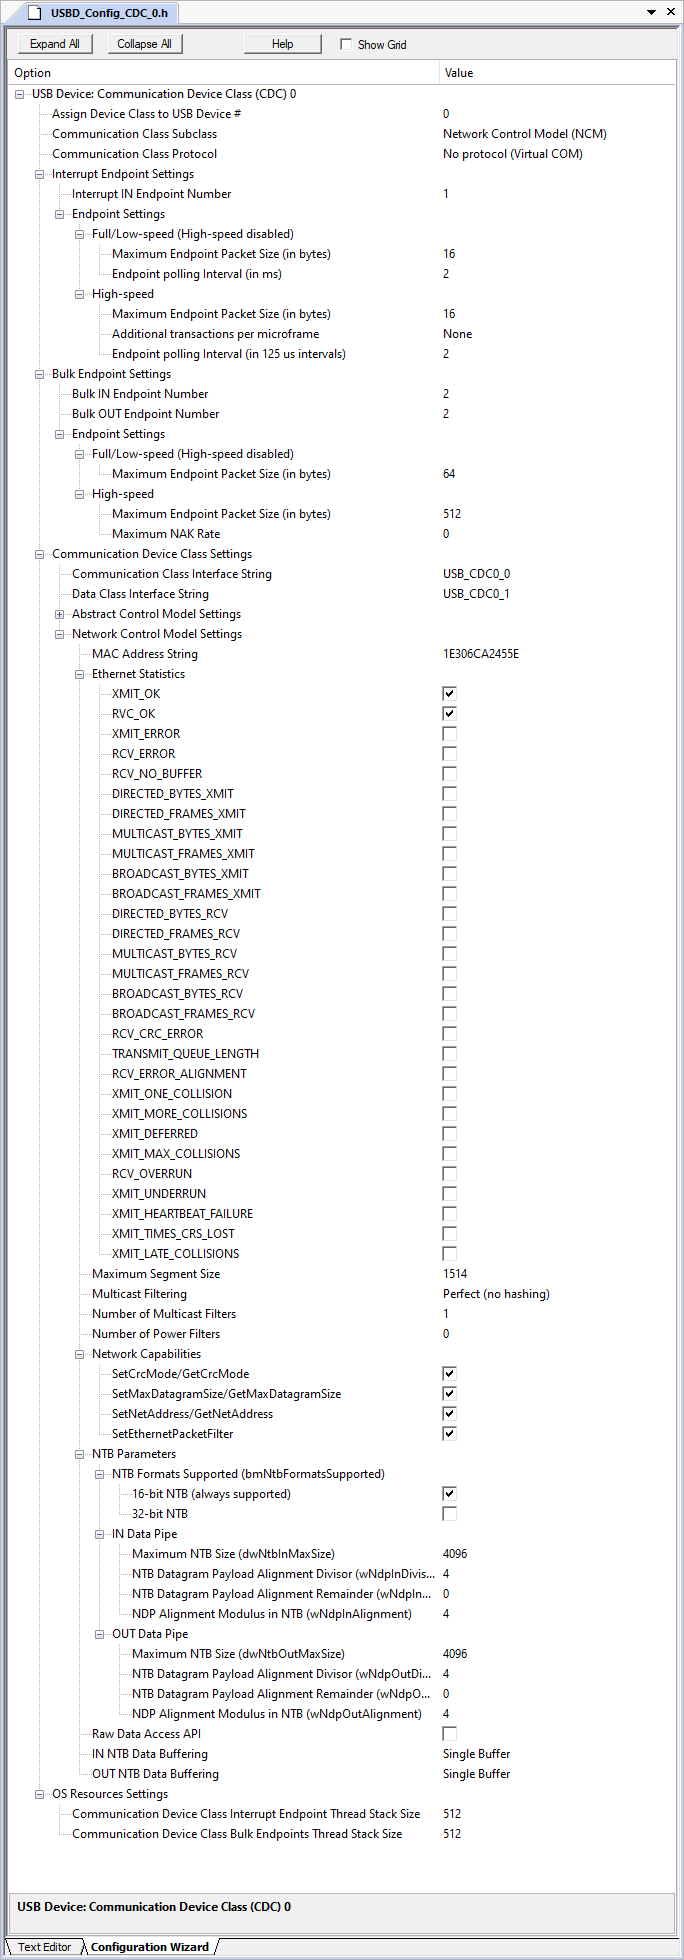 USBD_Config_CDC_0.h
Expand All Collapse All Help Show Grid
Option Value
USB Device: Communication Device Class (CDC) 0
Assign Device Class to USB Device # 0
Communication Class Subclass Network Control Model (NCM)
Communication Class Protocol No protocol (Virtual COM)
Interrupt Endpoint Settings
Interrupt IN Endpoint Number 1
Endpoint Settings
Full/Low-speed (High-speed disabled)
Maximum Endpoint Packet Size (in bytes) 16
Endpoint polling Interval (in ms) 2
High-speed
Maximum Endpoint Packet Size (in bytes) 16
Additional transactions per microframe None
Endpoint polling Interval (in 125 us intervals) 2
Bulk Endpoint Settings
Bulk IN Endpoint Number 2
Bulk OUT Endpoint Number 2
Endpoint Settings
Full/Low-speed (High-speed disabled)
Maximum Endpoint Packet Size (in bytes) 64
High-speed
Maximum Endpoint Packet Size (in bytes) 512
Maximum NAK Rate 0
Communication Device Class Settings
Communication Class Interface String USB_CDC0_0
Data Class Interface String USB_CDC0_1
Abstract Control Model Settings
Network Control Model Settings
MAC Address String 1E306CA2455E
Ethernet Statistics
XMIT_OK
RVC_OK
XMIT_ERROR
RCV_ERROR
RCV_NO_BUFFER
DIRECTED_BYTES_XMIT
DIRECTED_FRAMES_XMIT
MULTICAST_BYTES_XMIT
MULTICAST_FRAMES_XMIT
BROADCAST_BYTES_XMIT
BROADCAST_FRAMES_XMIT
DIRECTED_BYTES_RCV
DIRECTED_FRAMES_RCV
MULTICAST_BYTES_RCV
MULTICAST_FRAMES_RCV
BROADCAST_BYTES_RCV
BROADCAST_FRAMES_RCV
RCV_CRC_ERROR
TRANSMIT_QUEUE_LENGTH
RCV_ERROR_ALIGNMENT
XMIT_ONE_COLLISION
XMIT_MORE_COLLISIONS
XMIT_DEFERRED
XMIT_MAX_COLLISIONS
RCV_OVERRUN
XMIT_UNDERRUN
XMIT_HEARTBEAT_FAILURE
XMIT_TIMES_CRS_LOST
XMIT_LATE_COLLISIONS
Maximum Segment Size 1514
Multicast Filtering Perfect (no hashing)
Number of Multicast Filters 1
Number of Power Filters 0
Network Capabilities
SetCrcMode/GetCrcMode
SetMaxDatagramSize/GetMaxDatagramSize
SetNetAddress/GetNetAddress
SetEthernetPacketFilter
NTB Parameters
NTB Formats Supported (bmNtbFormatsSupported)
16-bit NTB (always supported)
32-bit NTB
IN Data Pipe
Maximum NTB Size (dwNtbInMaxSize) 4096
NTB Datagram Payload Alignment Divisor (wNdpInDivis... 4
NTB Datagram Payload Alignment Remainder (wNdpIn... 0
NDP Alignment Modulus in NTB (wNdpInAlignment) 4
OUT Data Pipe
Maximum NTB Size (dwNtbOutMaxSize) 4096
NTB Datagram Payload Alignment Divisor (wNdpOutDi... 4
NTB Datagram Payload Alignment Remainder (wNdpO... 0
NDP Alignment Modulus in NTB (wNdpOutAlignment) 4
Raw Data Access API
IN NTB Data Buffering Single Buffer
OUT NTB Data Buffering Single Buffer
OS Resources Settings
Communication Device Class Interrupt Endpoint Thread Stack Size 512
Communication Device Class Bulk Endpoints Thread Stack Size 512
USB Device: Communication Device Class (CDC) 0
Text Editor Configuration Wizard